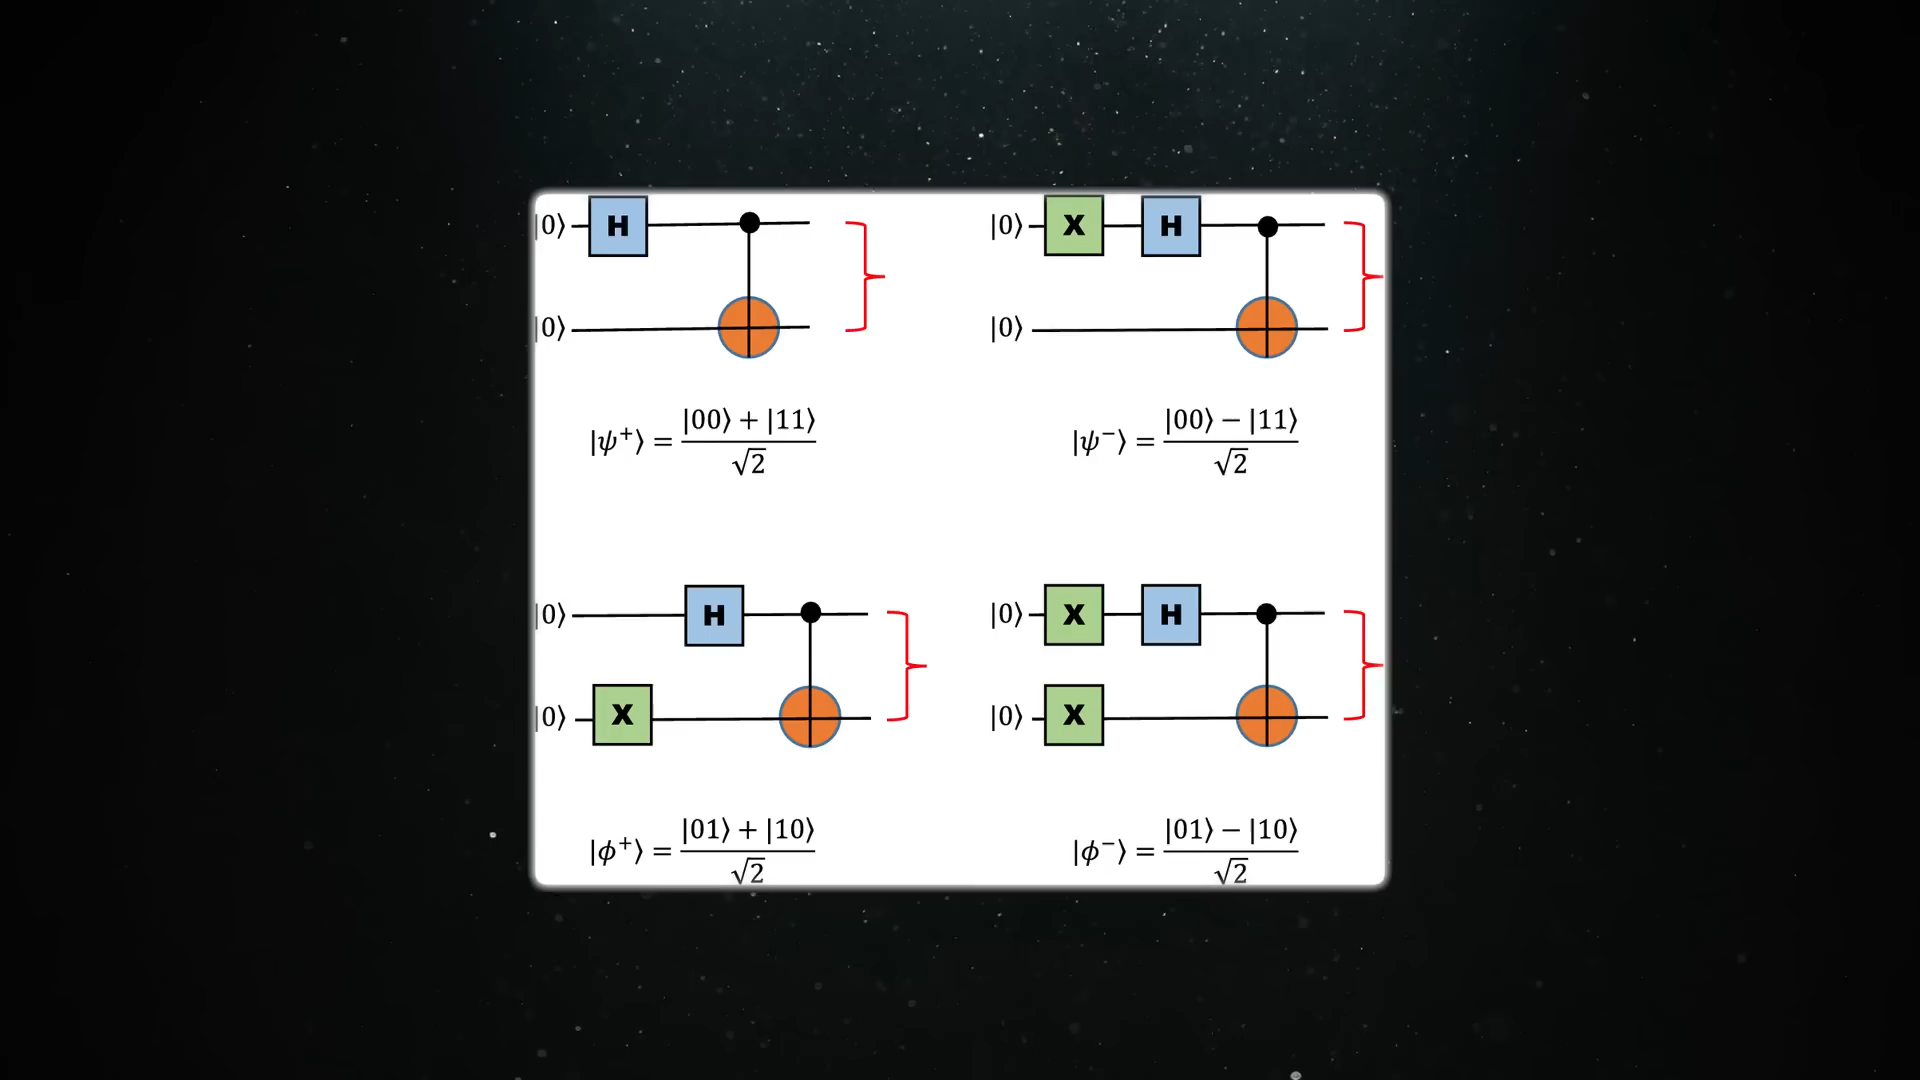 |0⟩ H |0⟩ X H
|0⟩ |0⟩
|ψ⁺⟩ = |00⟩ + |11⟩ / √2 |ψ⁻⟩ = |00⟩ − |11⟩ / √2
|0⟩ H |0⟩ X H
|0⟩ X |0⟩ X
|ϕ⁺⟩ = |01⟩ + |10⟩ / √2 |ϕ⁻⟩ = |01⟩ − |10⟩ / √2